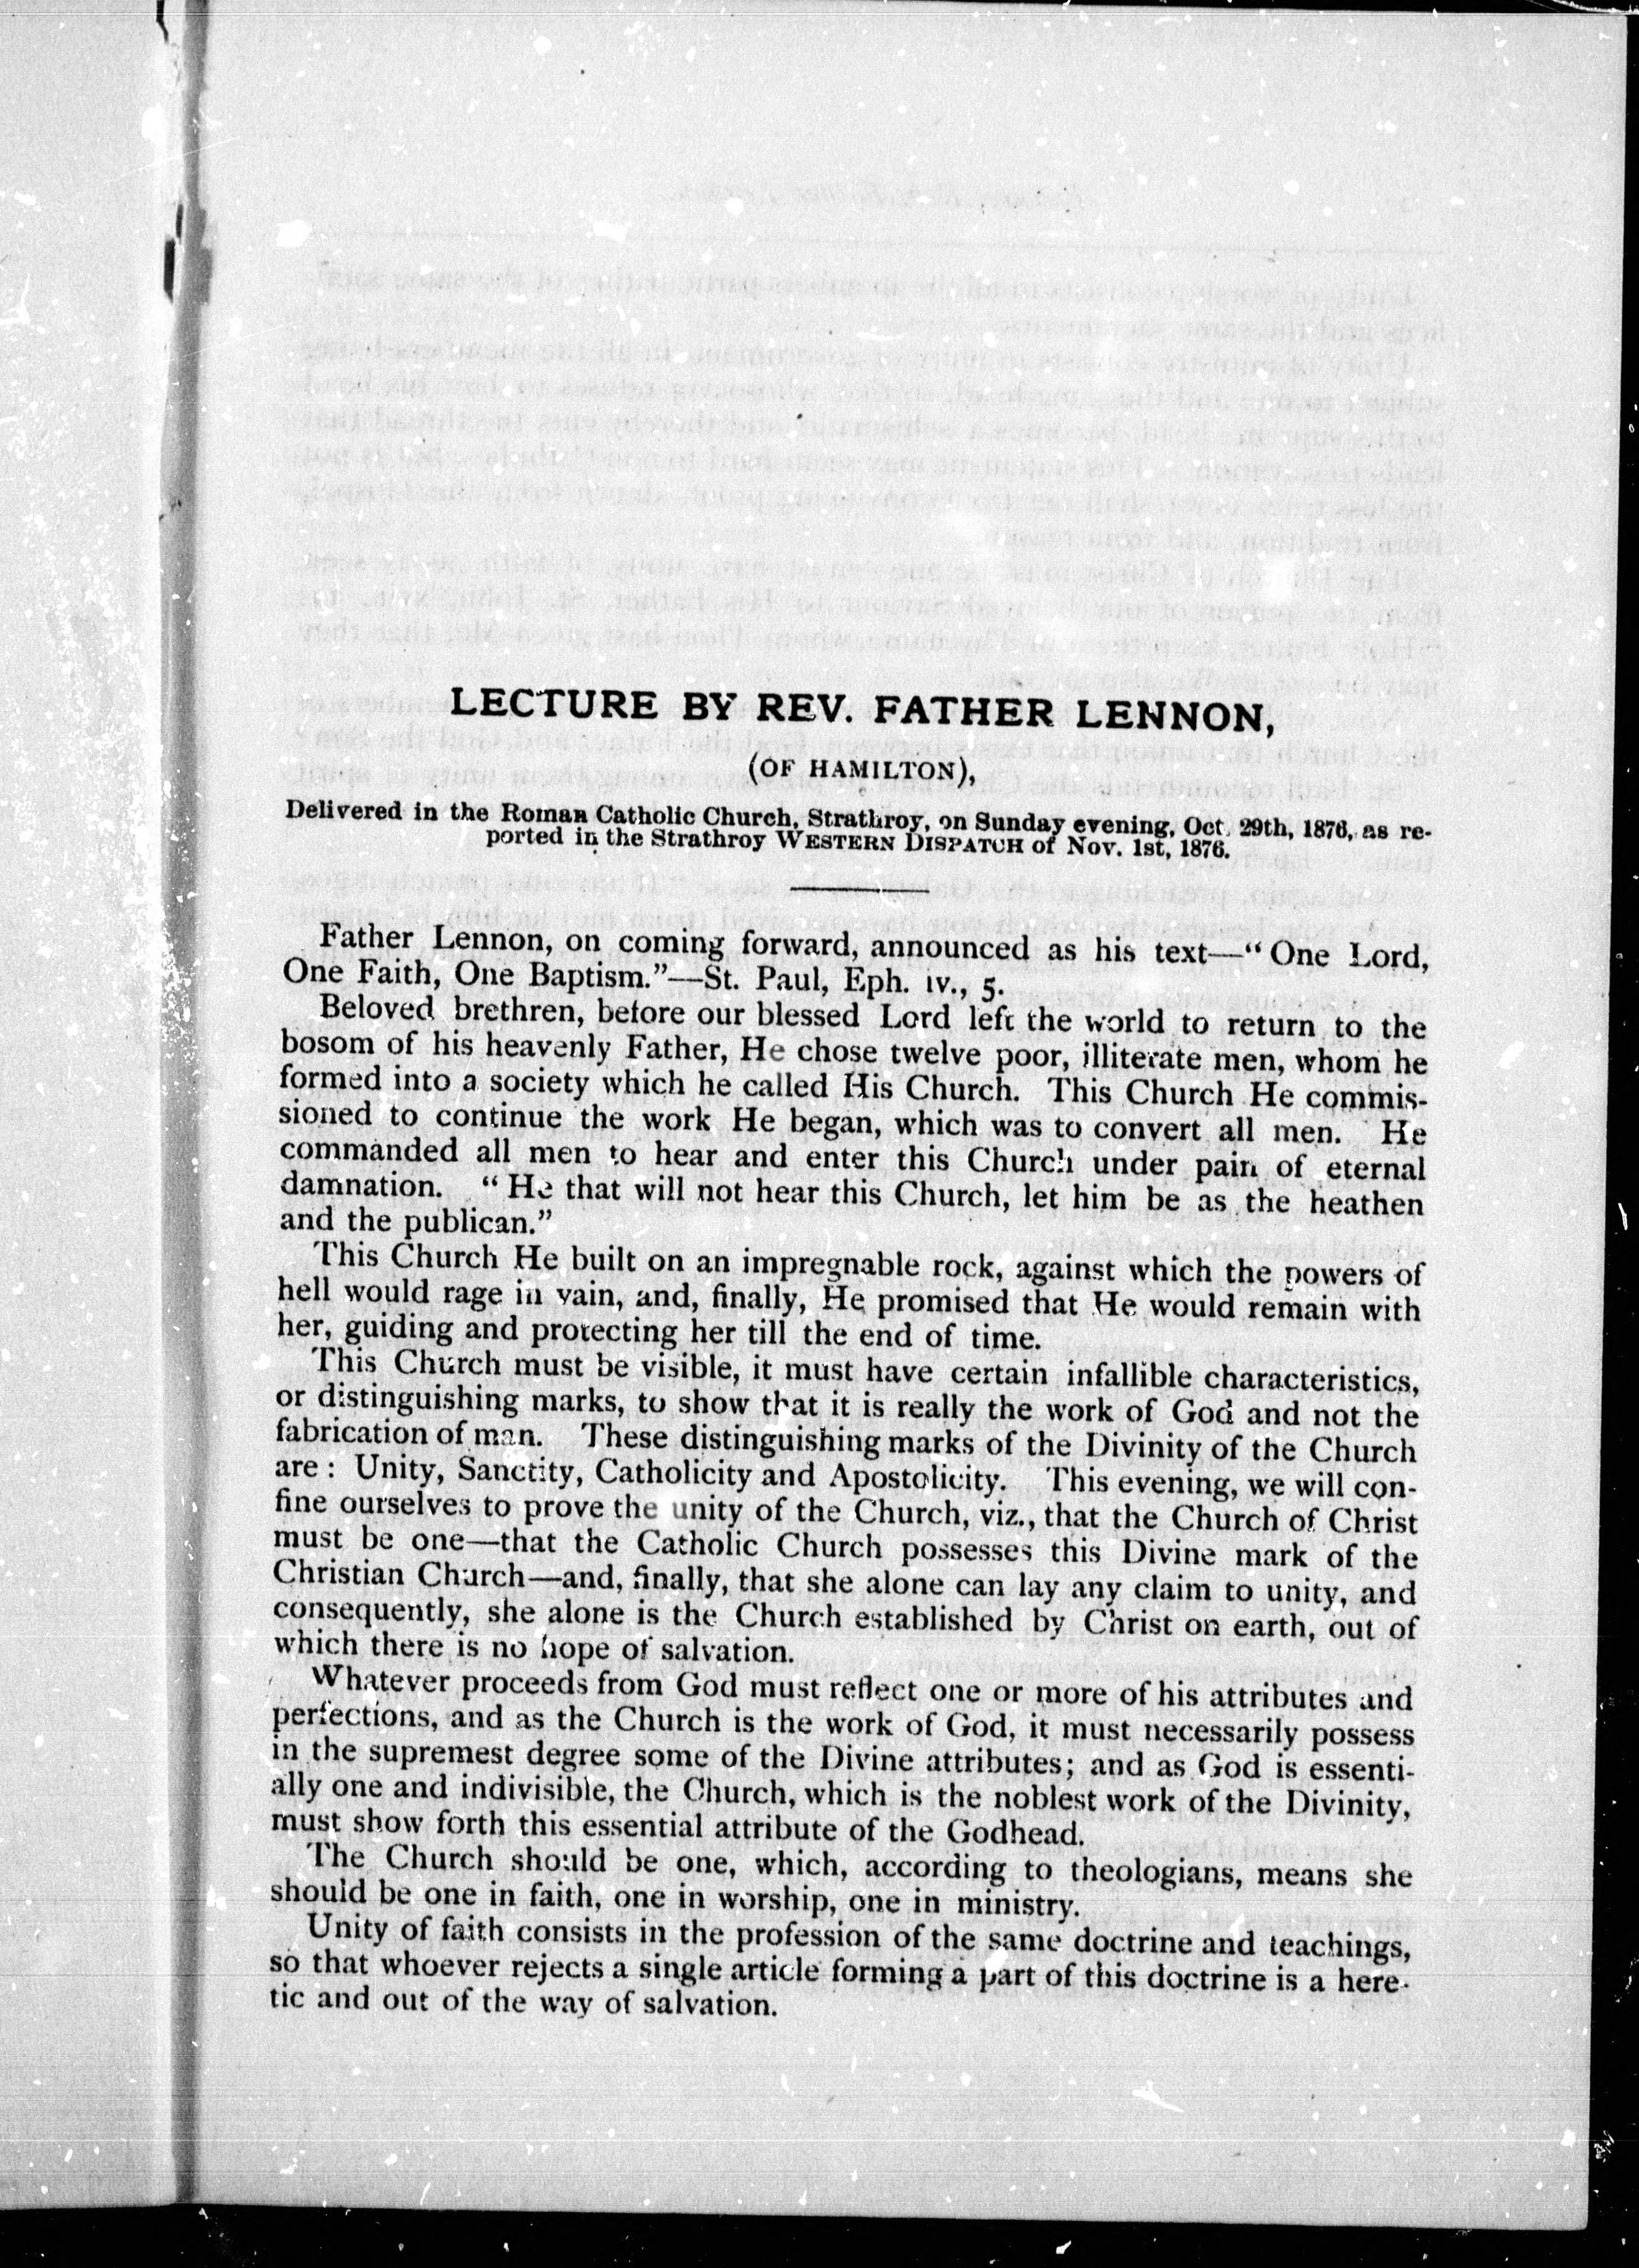 LECTURE BY REV. FATHER LENNON,
(OF HAMILTON),
Delivered in the Roman Catholic Church, Strathroy, on Sunday evening, Oct. 29th, 1876, as re-
ported in the Strathroy WESTERN DISPATCH of Nov. 1st, 1876.
Father Lennon, on coming forward, announced as his text—“One Lord,
One Faith, One Baptism.”—St. Paul, Eph. iv., 5.
Beloved brethren, before our blessed Lord left the world to return to the
bosom of his heavenly Father, He chose twelve poor, illiterate men, whom he
formed into a society which he called His Church. This Church He commis-
sioned to continue the work He began, which was to convert all men. He
commanded all men to hear and enter this Church under pain of eternal
damnation. “He that will not hear this Church, let him be as the heathen
and the publican.”
This Church He built on an impregnable rock, against which the powers of
hell would rage in vain, and, finally, He promised that He would remain with
her, guiding and protecting her till the end of time.
This Church must be visible, it must have certain infallible characteristics,
or distinguishing marks, to show that it is really the work of God and not the
fabrication of man. These distinguishing marks of the Divinity of the Church
are: Unity, Sanctity, Catholicity and Apostolicity. This evening, we will con-
fine ourselves to prove the unity of the Church, viz., that the Church of Christ
must be one—that the Catholic Church possesses this Divine mark of the
Christian Church—and, finally, that she alone can lay any claim to unity, and
consequently, she alone is the Church established by Christ on earth, out of
which there is no hope of salvation.
Whatever proceeds from God must reflect one or more of his attributes and
perfections, and as the Church is the work of God, it must necessarily possess
in the supremest degree some of the Divine attributes; and as God is essenti-
ally one and indivisible, the Church, which is the noblest work of the Divinity,
must show forth this essential attribute of the Godhead.
The Church should be one, which, according to theologians, means she
should be one in faith, one in worship, one in ministry.
Unity of faith consists in the profession of the same doctrine and teachings,
so that whoever rejects a single article forming a part of this doctrine is a here-
tic and out of the way of salvation.